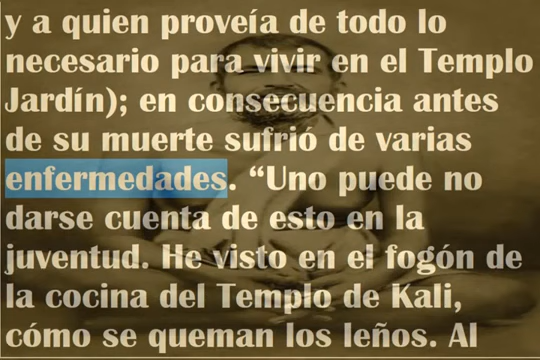 y a quien proveía de todo lo
necesario para vivir en el Templo
Jardín); en consecuencia antes
de su muerte sufrió de varias
enfermedades. “Uno puede no
darse cuenta de esto en la
juventud. He visto en el fogón de
la cocina del Templo de Kali,
cómo se queman los leños. Al